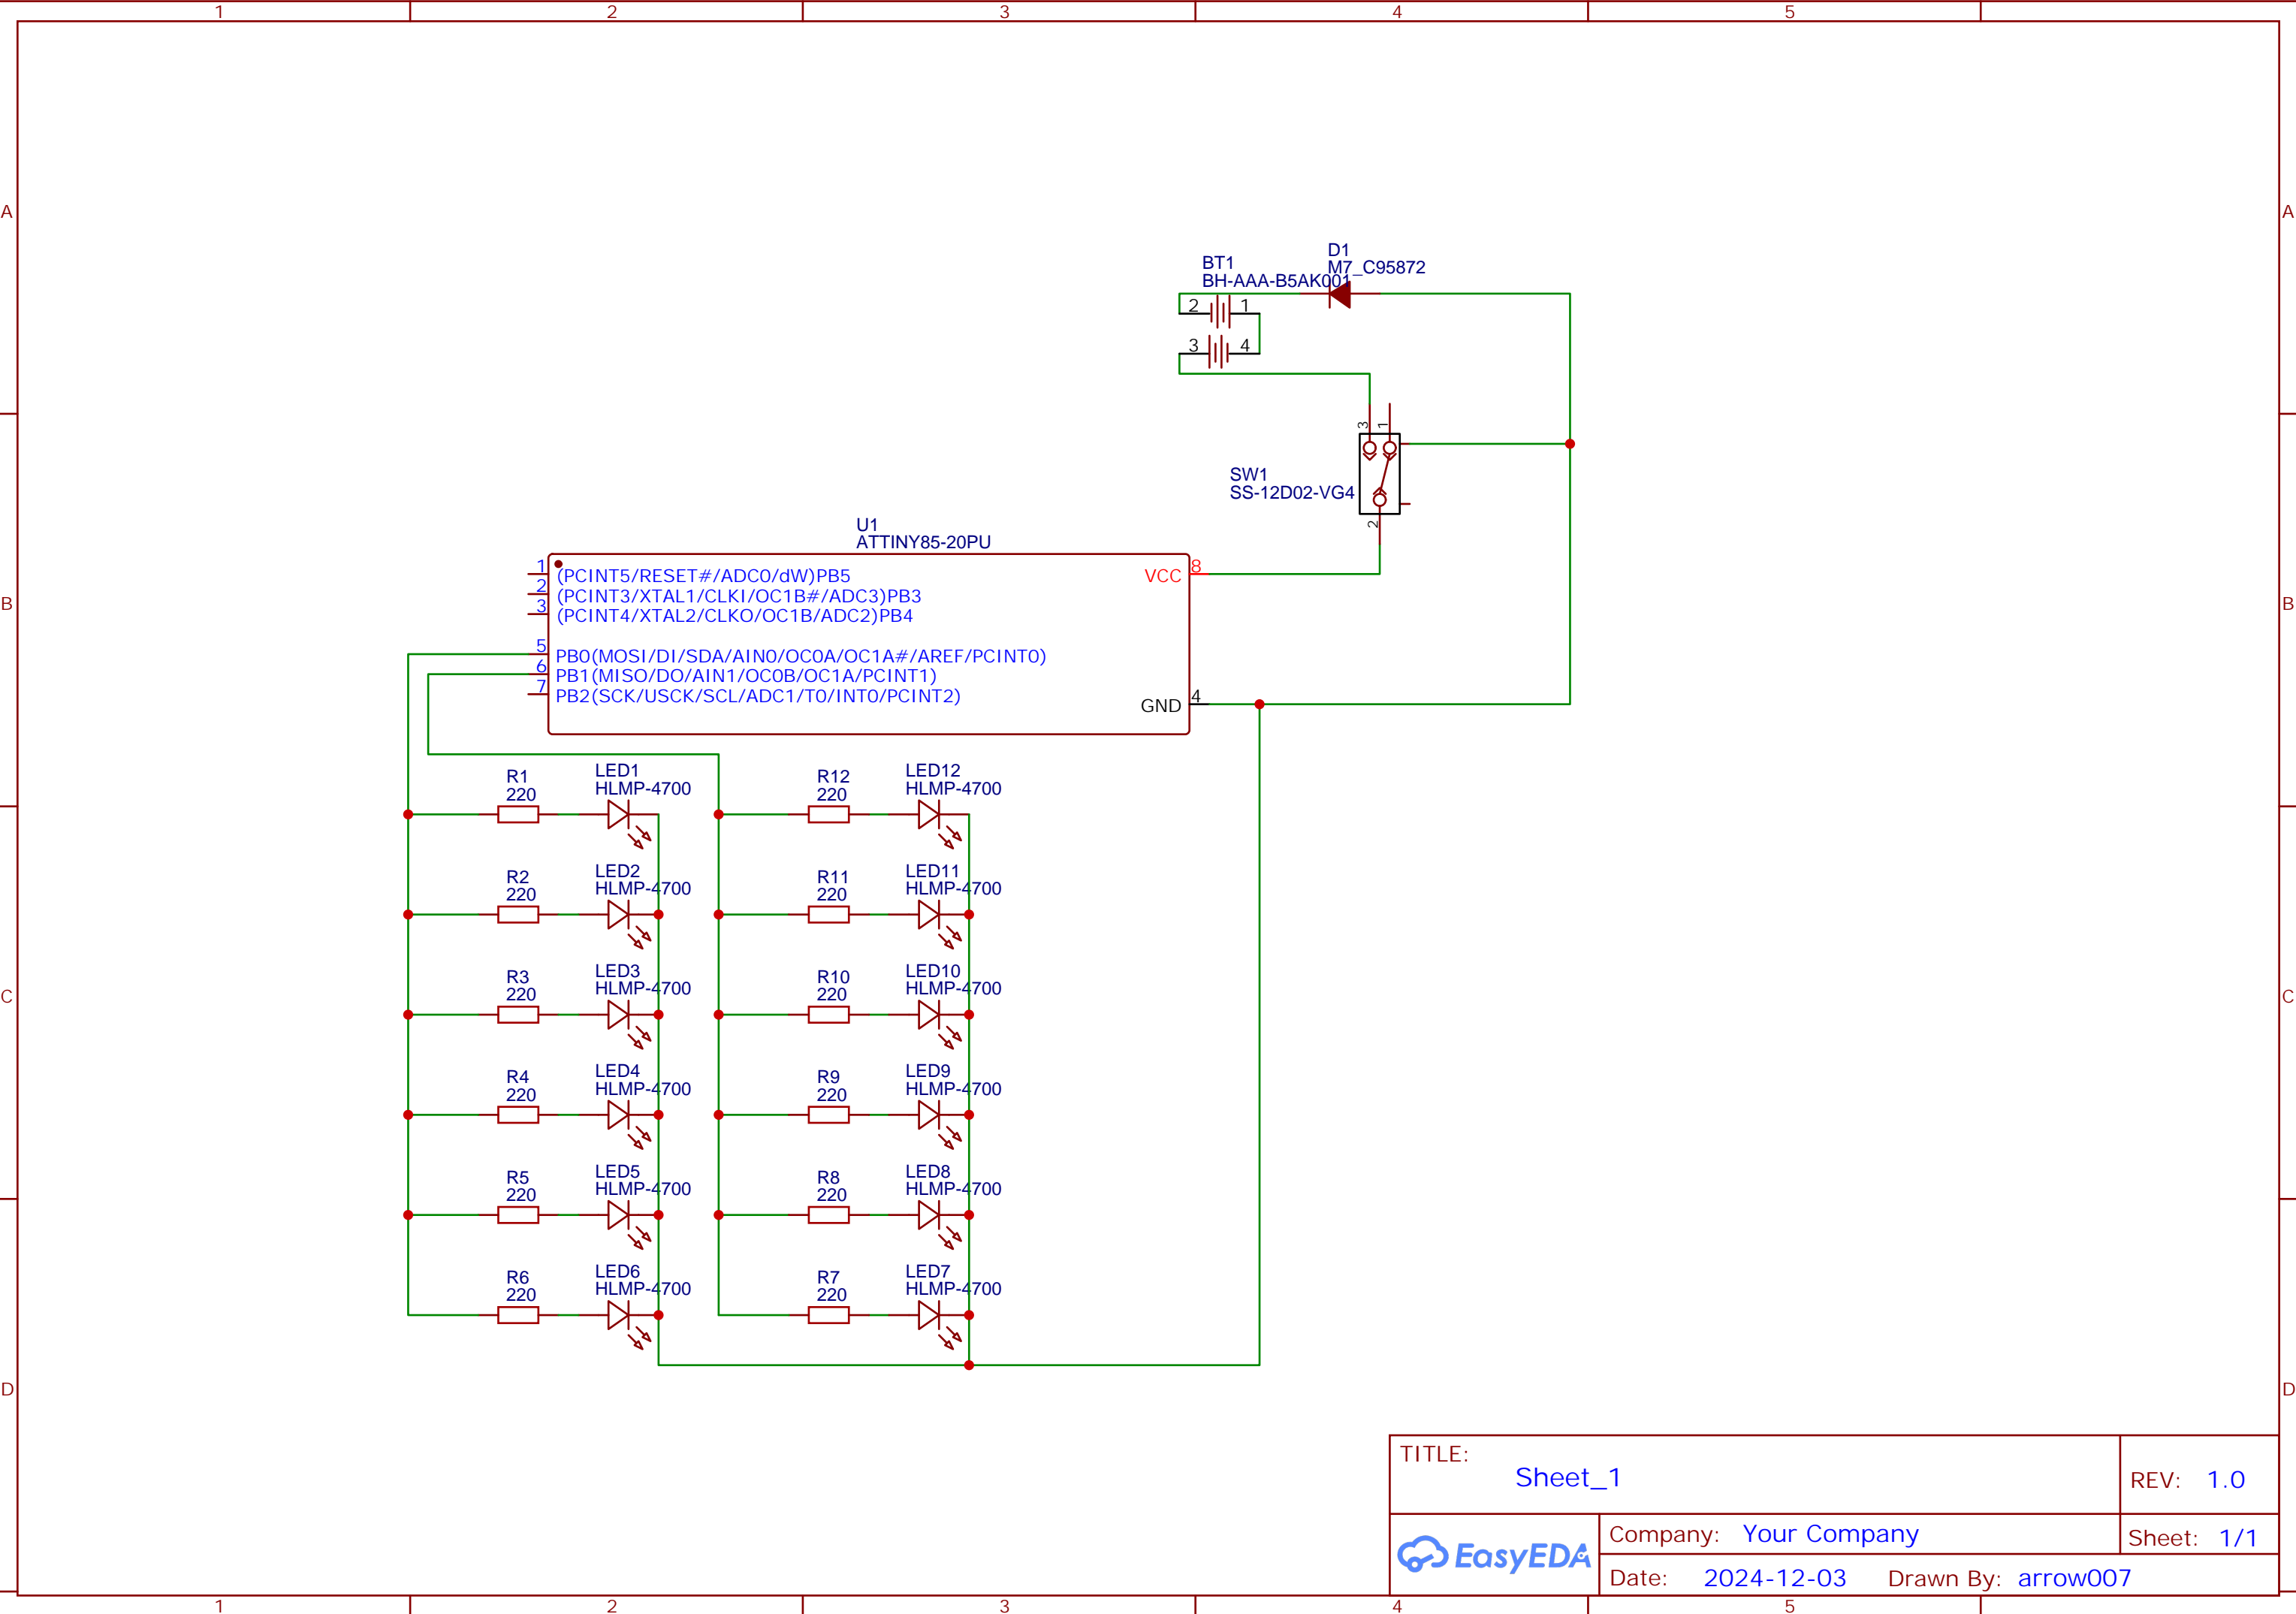 1 2 3 4 5
A A
D1
M7_C95872
BT1
BH-AAA-B5AK001
2 1
3 4
3 1
SW1
SS-12D02-VG4
2
B B
U1
ATTINY85-20PU
1 (PCINT5/RESET#/ADC0/dW)PB5
2 (PCINT3/XTAL1/CLKI/OC1B#/ADC3)PB3
3 (PCINT4/XTAL2/CLKO/OC1B/ADC2)PB4
VCC 8
5 PB0(MOSI/DI/SDA/AIN0/OC0A/OC1A#/AREF/PCINT0)
6 PB1(MISO/DO/AIN1/OC0B/OC1A/PCINT1)
7 PB2(SCK/USCK/SCL/ADC1/T0/INT0/PCINT2)
GND 4
R1 LED1 R12 LED12
220 HLMP-4700 220 HLMP-4700
R2 LED2 R11 LED11
220 HLMP-4700 220 HLMP-4700
R3 LED3 R10 LED10
220 HLMP-4700 220 HLMP-4700
C C
R4 LED4 R9 LED9
220 HLMP-4700 220 HLMP-4700
R5 LED5 R8 LED8
220 HLMP-4700 220 HLMP-4700
R6 LED6 R7 LED7
220 HLMP-4700 220 HLMP-4700
D D
TITLE:
Sheet_1
REV: 1.0
EasyEDA
Company: Your Company
Sheet: 1/1
Date: 2024-12-03 Drawn By: arrow007
1 2 3 4 5